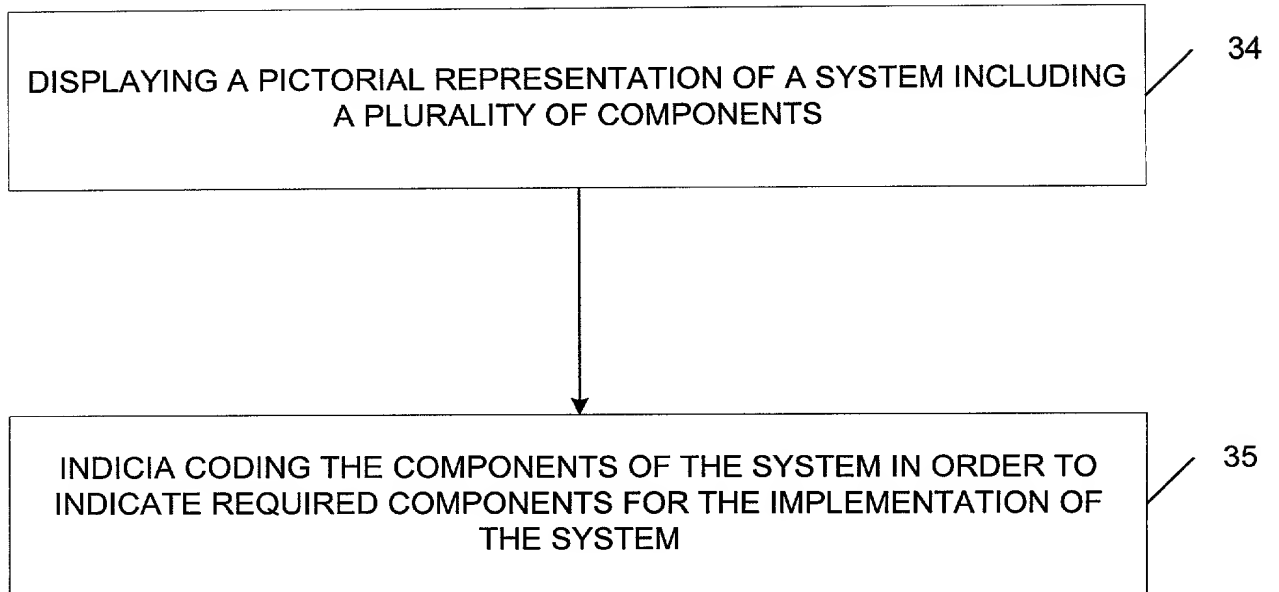 DISPLAYING A PICTORIAL REPRESENTATION OF A SYSTEM INCLUDING
A PLURALITY OF COMPONENTS
34
INDICIA CODING THE COMPONENTS OF THE SYSTEM IN ORDER TO
INDICATE REQUIRED COMPONENTS FOR THE IMPLEMENTATION OF
THE SYSTEM
35